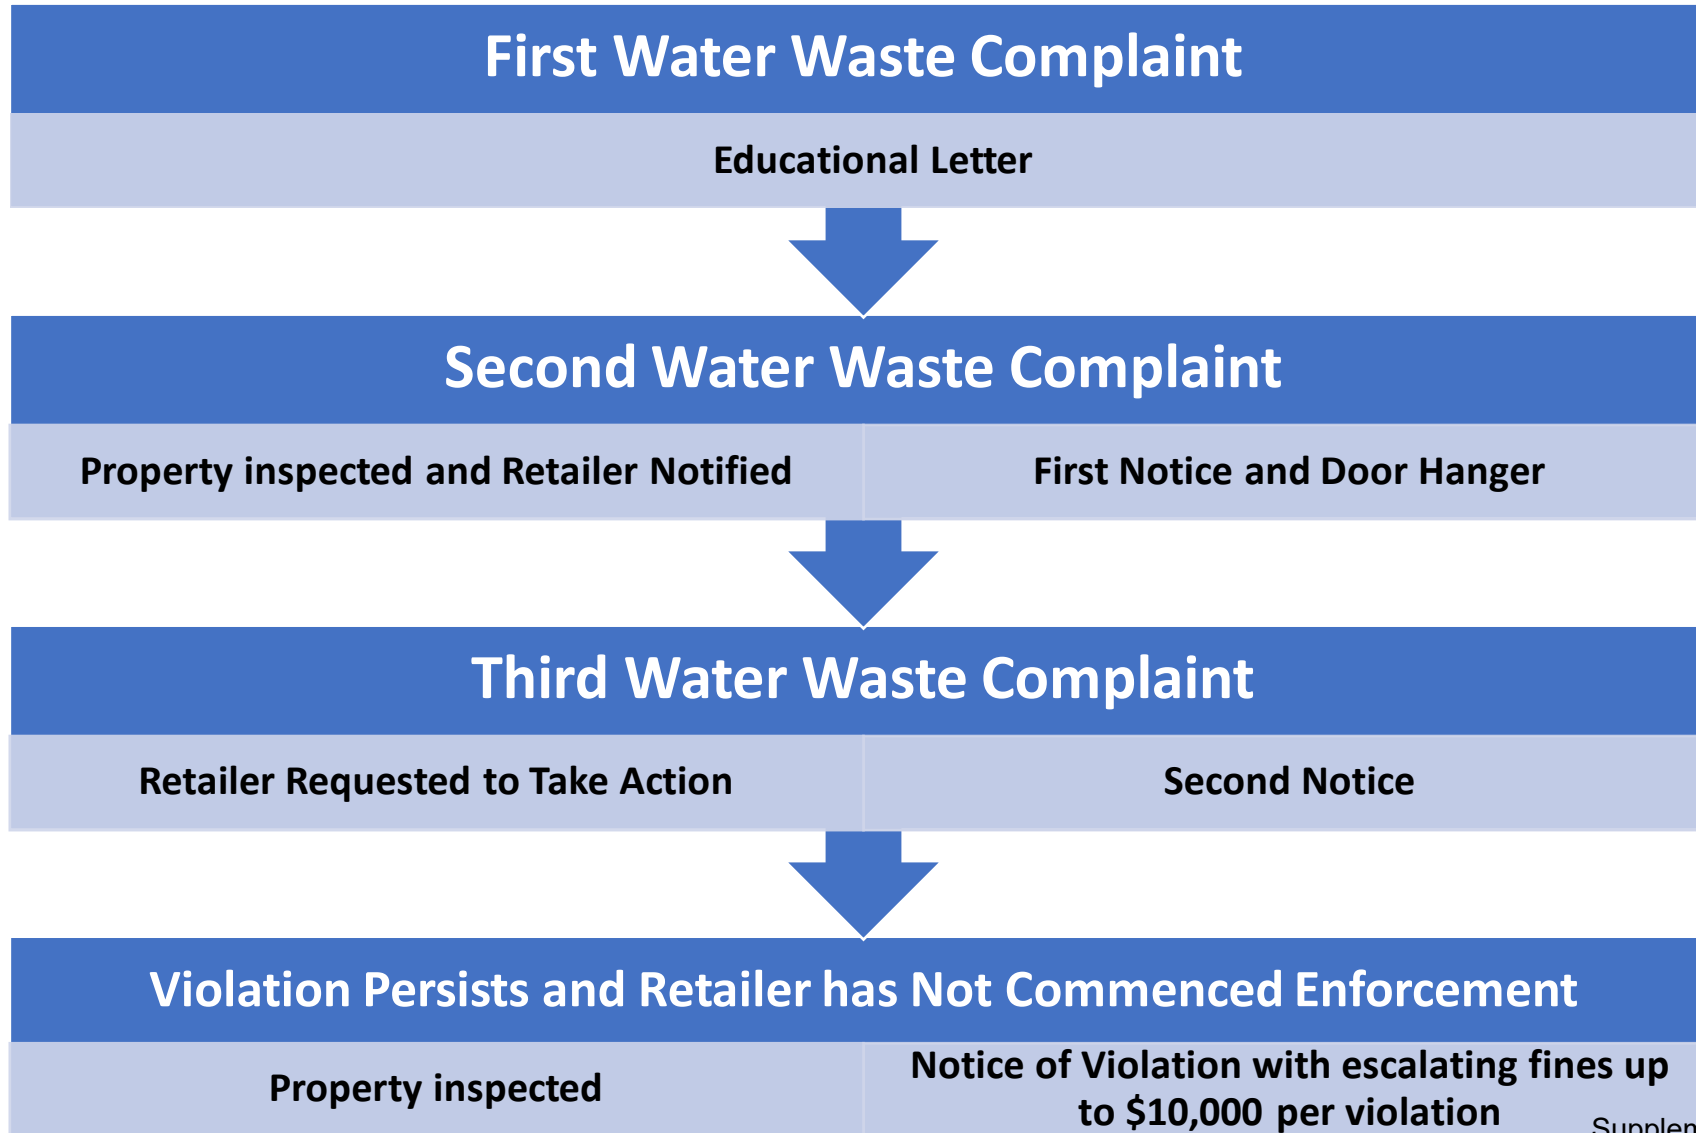 First Water Waste Complaint
Educational Letter
Second Water Waste Complaint
Property inspected and Retailer Notified
First Notice and Door Hanger
Third Water Waste Complaint
Retailer Requested to Take Action
Second Notice
Violation Persists and Retailer has Not Commenced Enforcement
Property inspected
Notice of Violation with escalating fines up
to $10,000 per violation